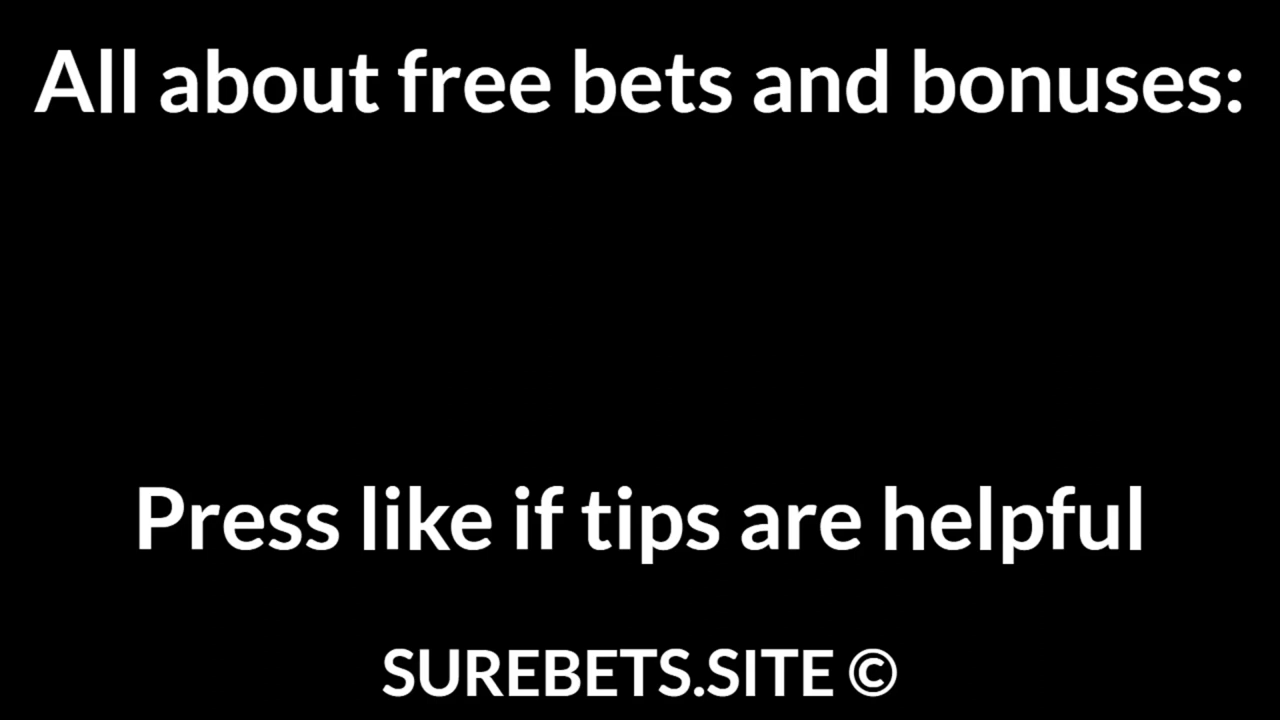 All about free bets and bonuses:
Press like if tips are helpful
SUREBETS.SITE ©